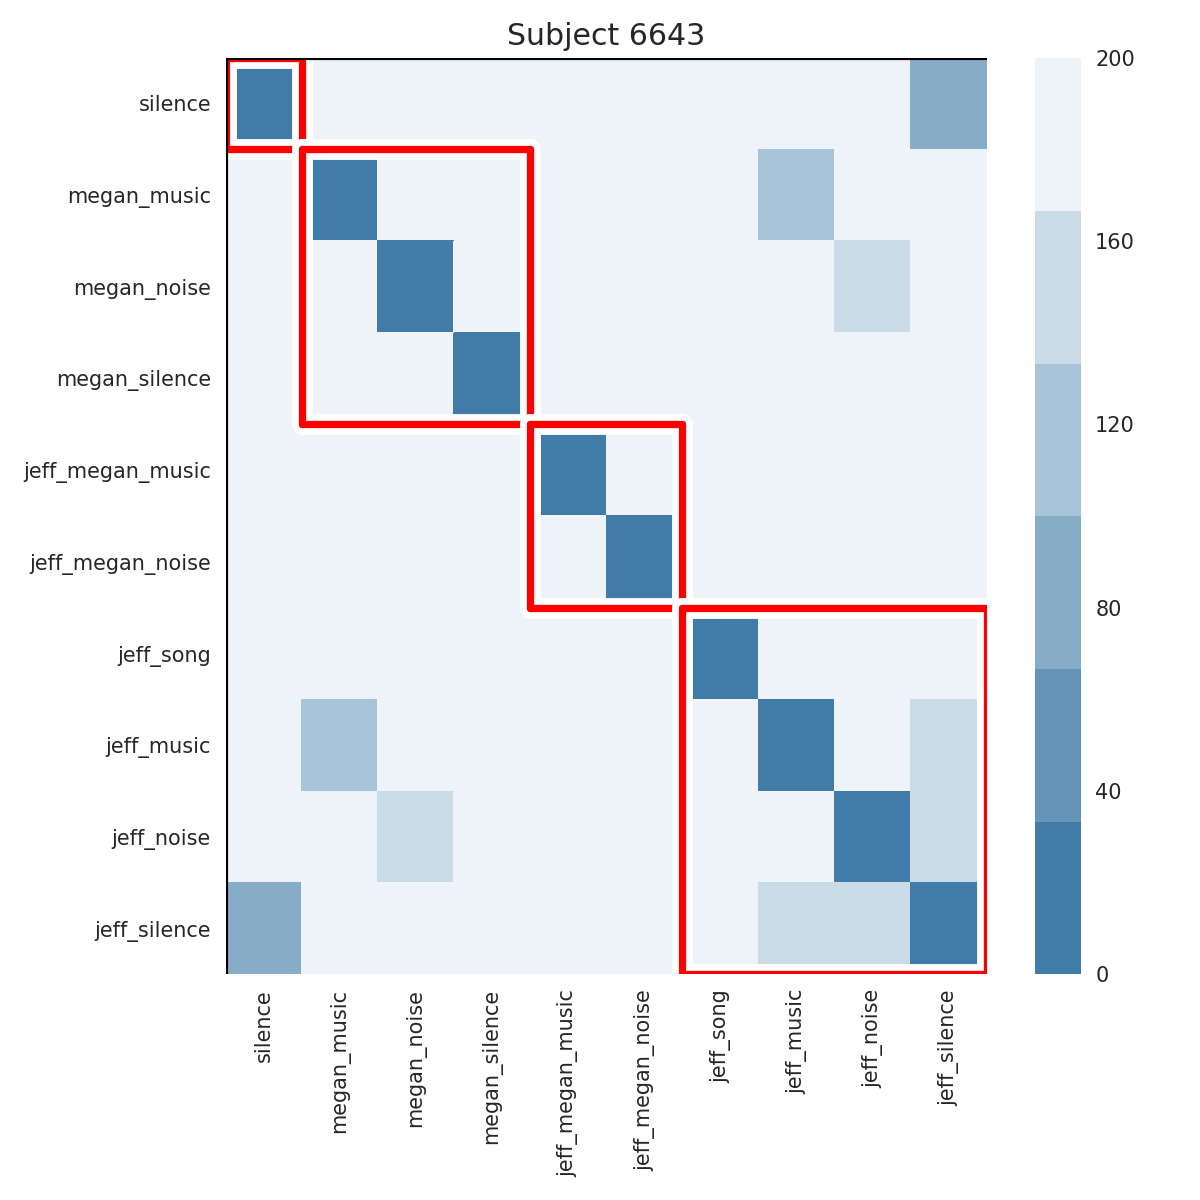 Subject 6643
silence
megan_music
megan_noise
megan_silence
jeff_megan_music
jeff_megan_noise
jeff_song
jeff_music
jeff_noise
jeff_silence
200
160
120
80
40
0
silence
megan_music
megan_noise
megan_silence
jeff_megan_music
jeff_megan_noise
jeff_song
jeff_music
jeff_noise
jeff_silence